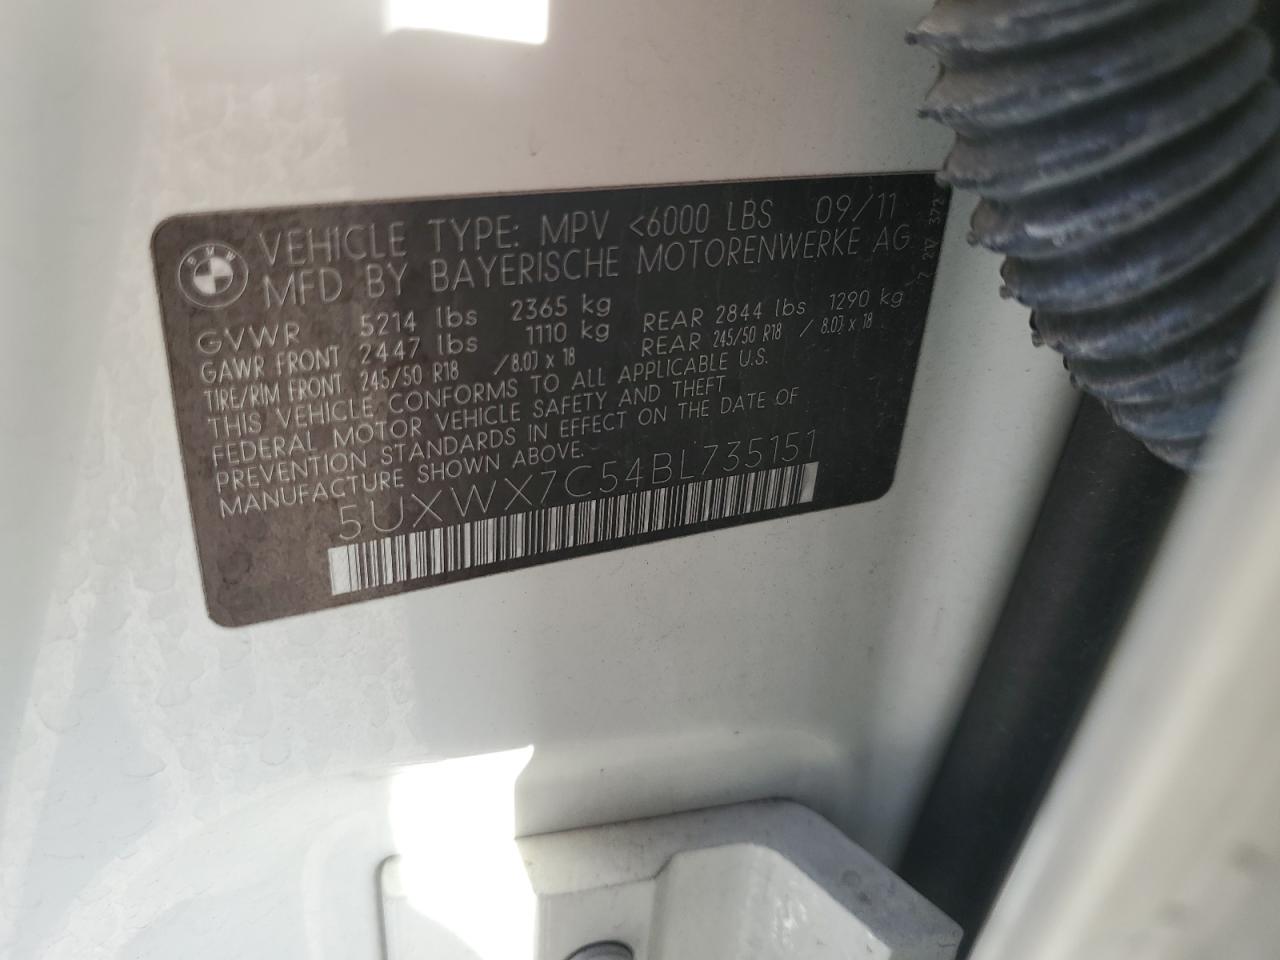 BMW
VEHICLE TYPE: MPV <6000 LBS 09/11
MFD BY BAYERISCHE MOTORENWERKE AG
GVWR 5214 lbs 2365 kg
GAWR FRONT 2447 lbs 1110 kg REAR 2844 lbs 1290 kg
TIRE/RIM FRONT 245/50 R18 /8.0J x 18 REAR 245/50 R18 / 8.0J x 18
THIS VEHICLE CONFORMS TO ALL APPLICABLE U.S.
FEDERAL MOTOR VEHICLE SAFETY AND THEFT
PREVENTION STANDARDS IN EFFECT ON THE DATE OF
MANUFACTURE SHOWN ABOVE.
5UXWX7C54BL735151
372